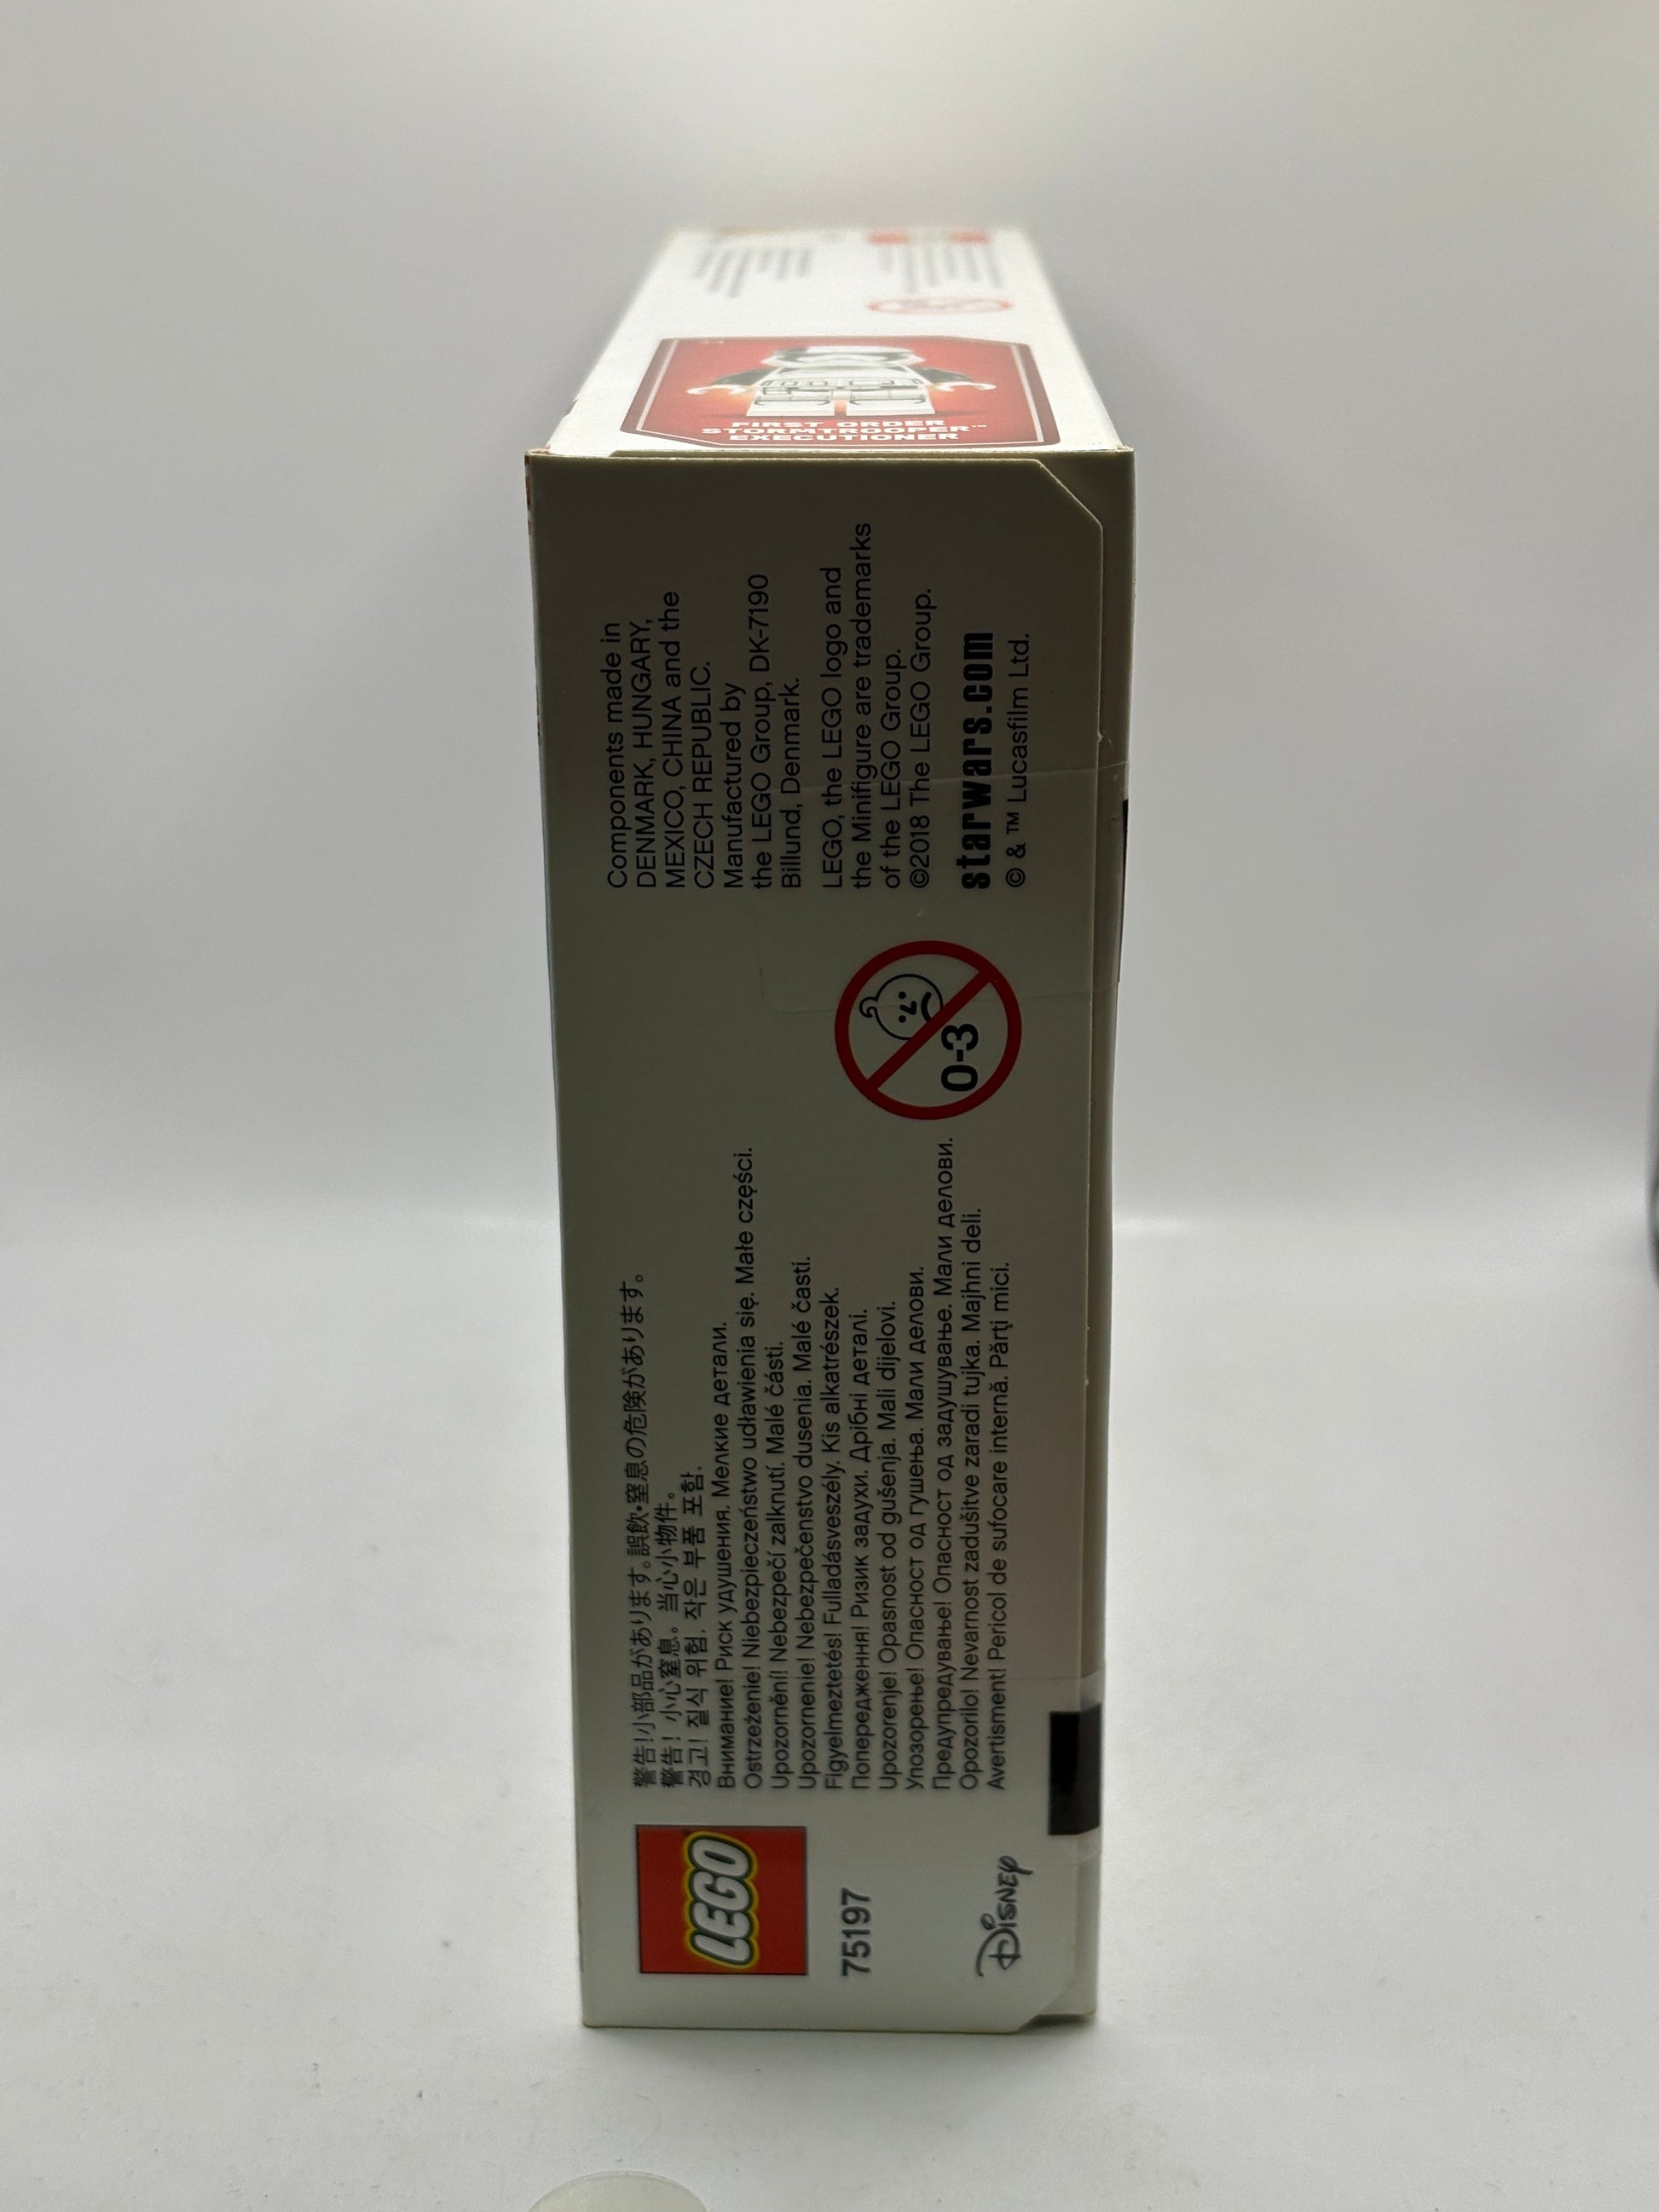 FIRST ORDER
STORMTROOPER™
EXECUTIONER
LEGO
75197
Disney
警告!小部品があります。誤飲・窒息の危険があります。
警告! 小心窒息。当心小物件。
경고! 질식 위험. 작은 부품 포함.
Внимание! Риск удушения. Мелкие детали.
Ostrzeżenie! Niebezpieczeństwo udławienia się. Małe części.
Upozornění! Nebezpečí zalknutí. Malé části.
Upozornenie! Nebezpečenstvo dusenia. Malé časti.
Figyelmeztetés! Fulladásveszély. Kis alkatrészek.
Попередження! Ризик задухи. Дрібні деталі.
Upozorenje! Opasnost od gušenja. Mali dijelovi.
Упозорење! Опасност од гушења. Мали делови.
Предупредување! Опасност од задушување. Мали делови.
Opozorilo! Nevarnost zadušitve zaradi tujka. Majhni deli.
Avertisment! Pericol de sufocare internă. Părți mici.
0-3
Components made in
DENMARK, HUNGARY,
MEXICO, CHINA and the
CZECH REPUBLIC.
Manufactured by
the LEGO Group, DK-7190
Billund, Denmark.
LEGO, the LEGO logo and
the Minifigure are trademarks
of the LEGO Group.
©2018 The LEGO Group.
starwars.com
© & ™ Lucasfilm Ltd.